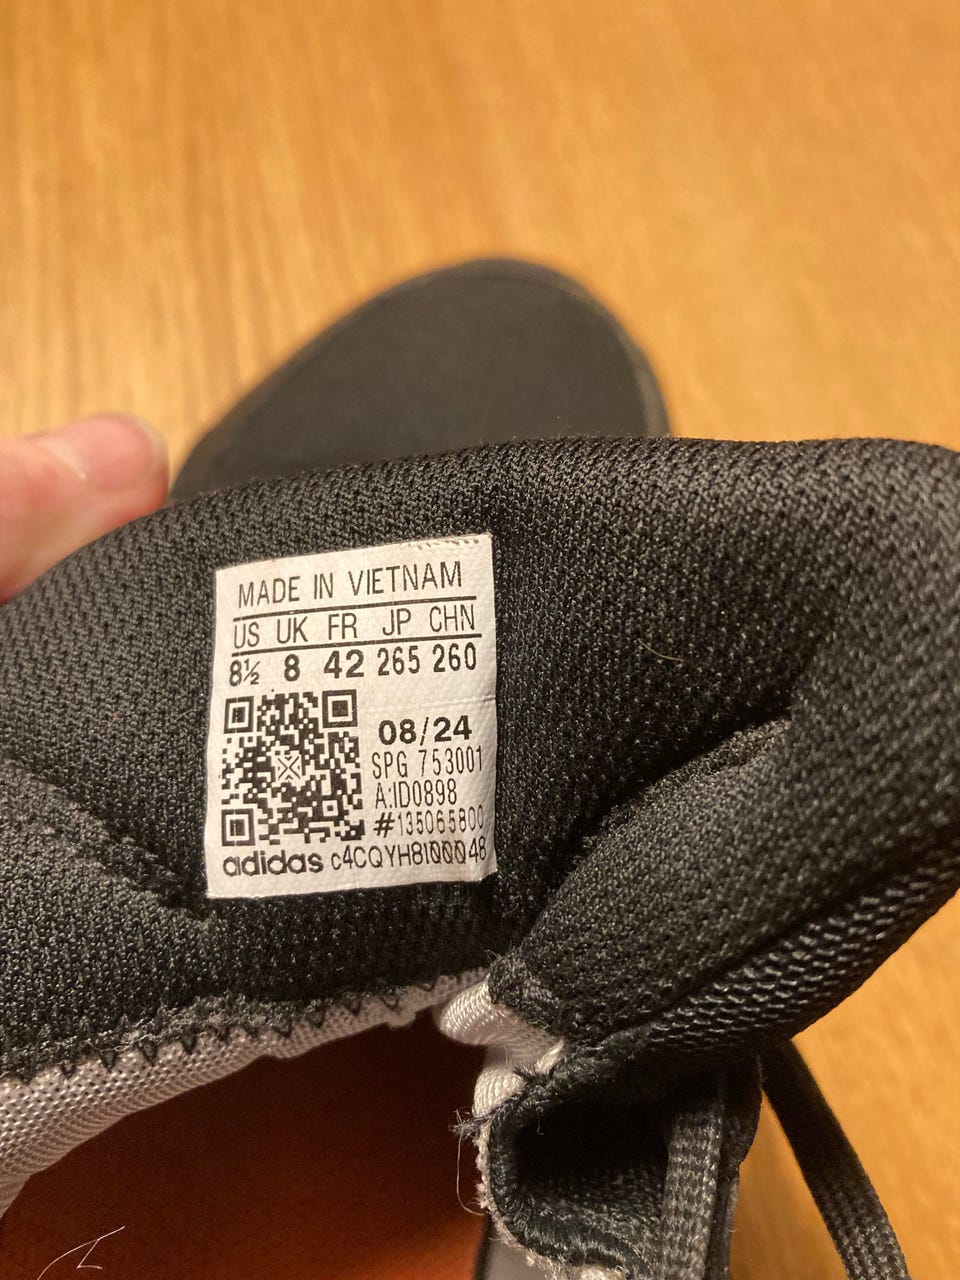 MADE IN VIETNAM
US UK FR JP CHN
8½ 8 42 265 260
08/24
SPG 753001
A:ID0898
#135065800
adidas c4CQYH8I00Q48